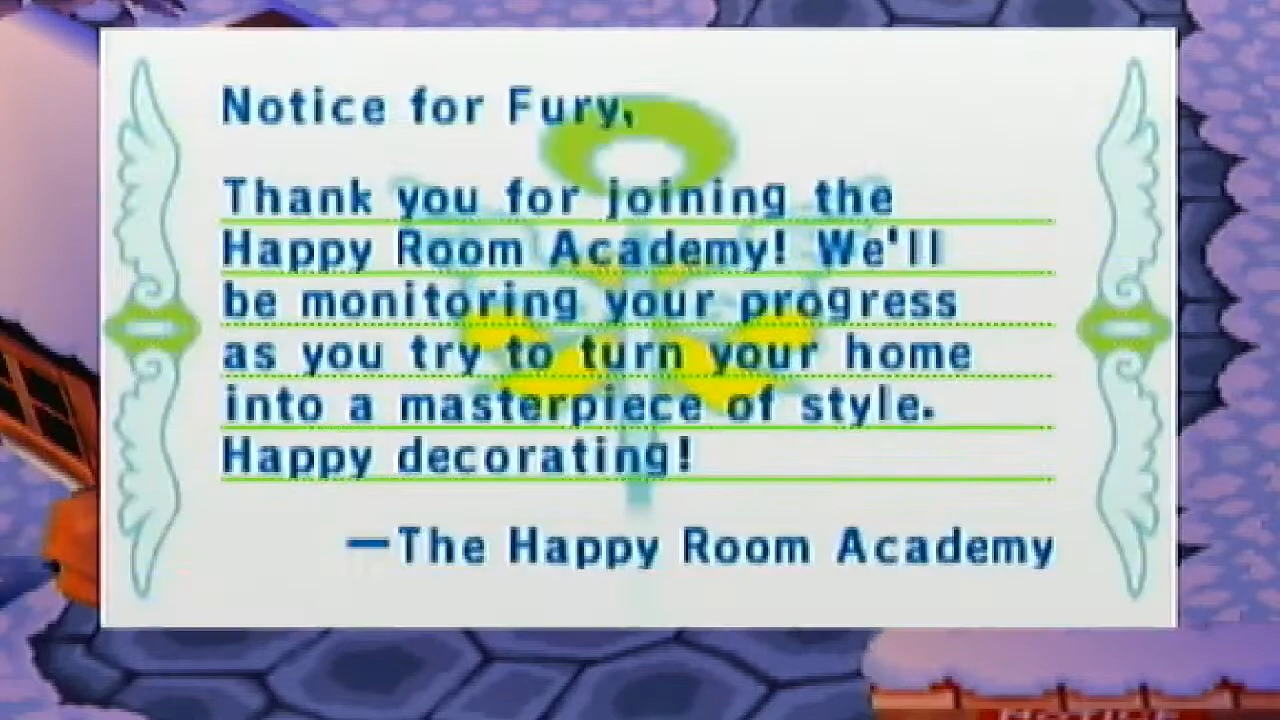 Notice for Fury,
Thank you for joining the
Happy Room Academy! We'll
be monitoring your progress
as you try to turn your home
into a masterpiece of style.
Happy decorating!
—The Happy Room Academy